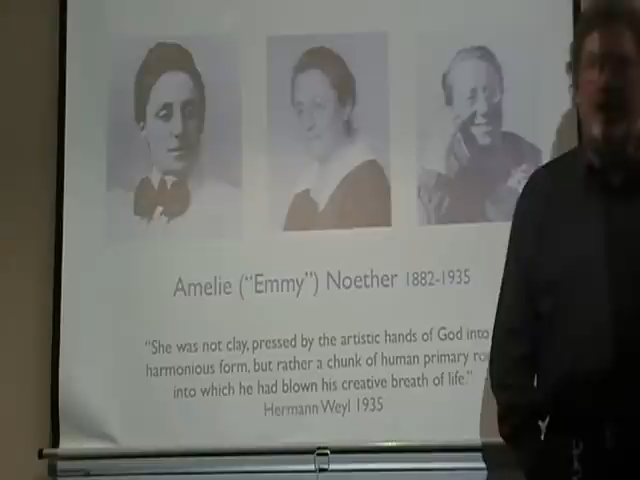 Amelie ("Emmy") Noether 1882-1935
"She was not clay, pressed by the artistic hands of God into
harmonious form, but rather a chunk of human primary
into which he had blown his creative breath of life."
Hermann Weyl 1935